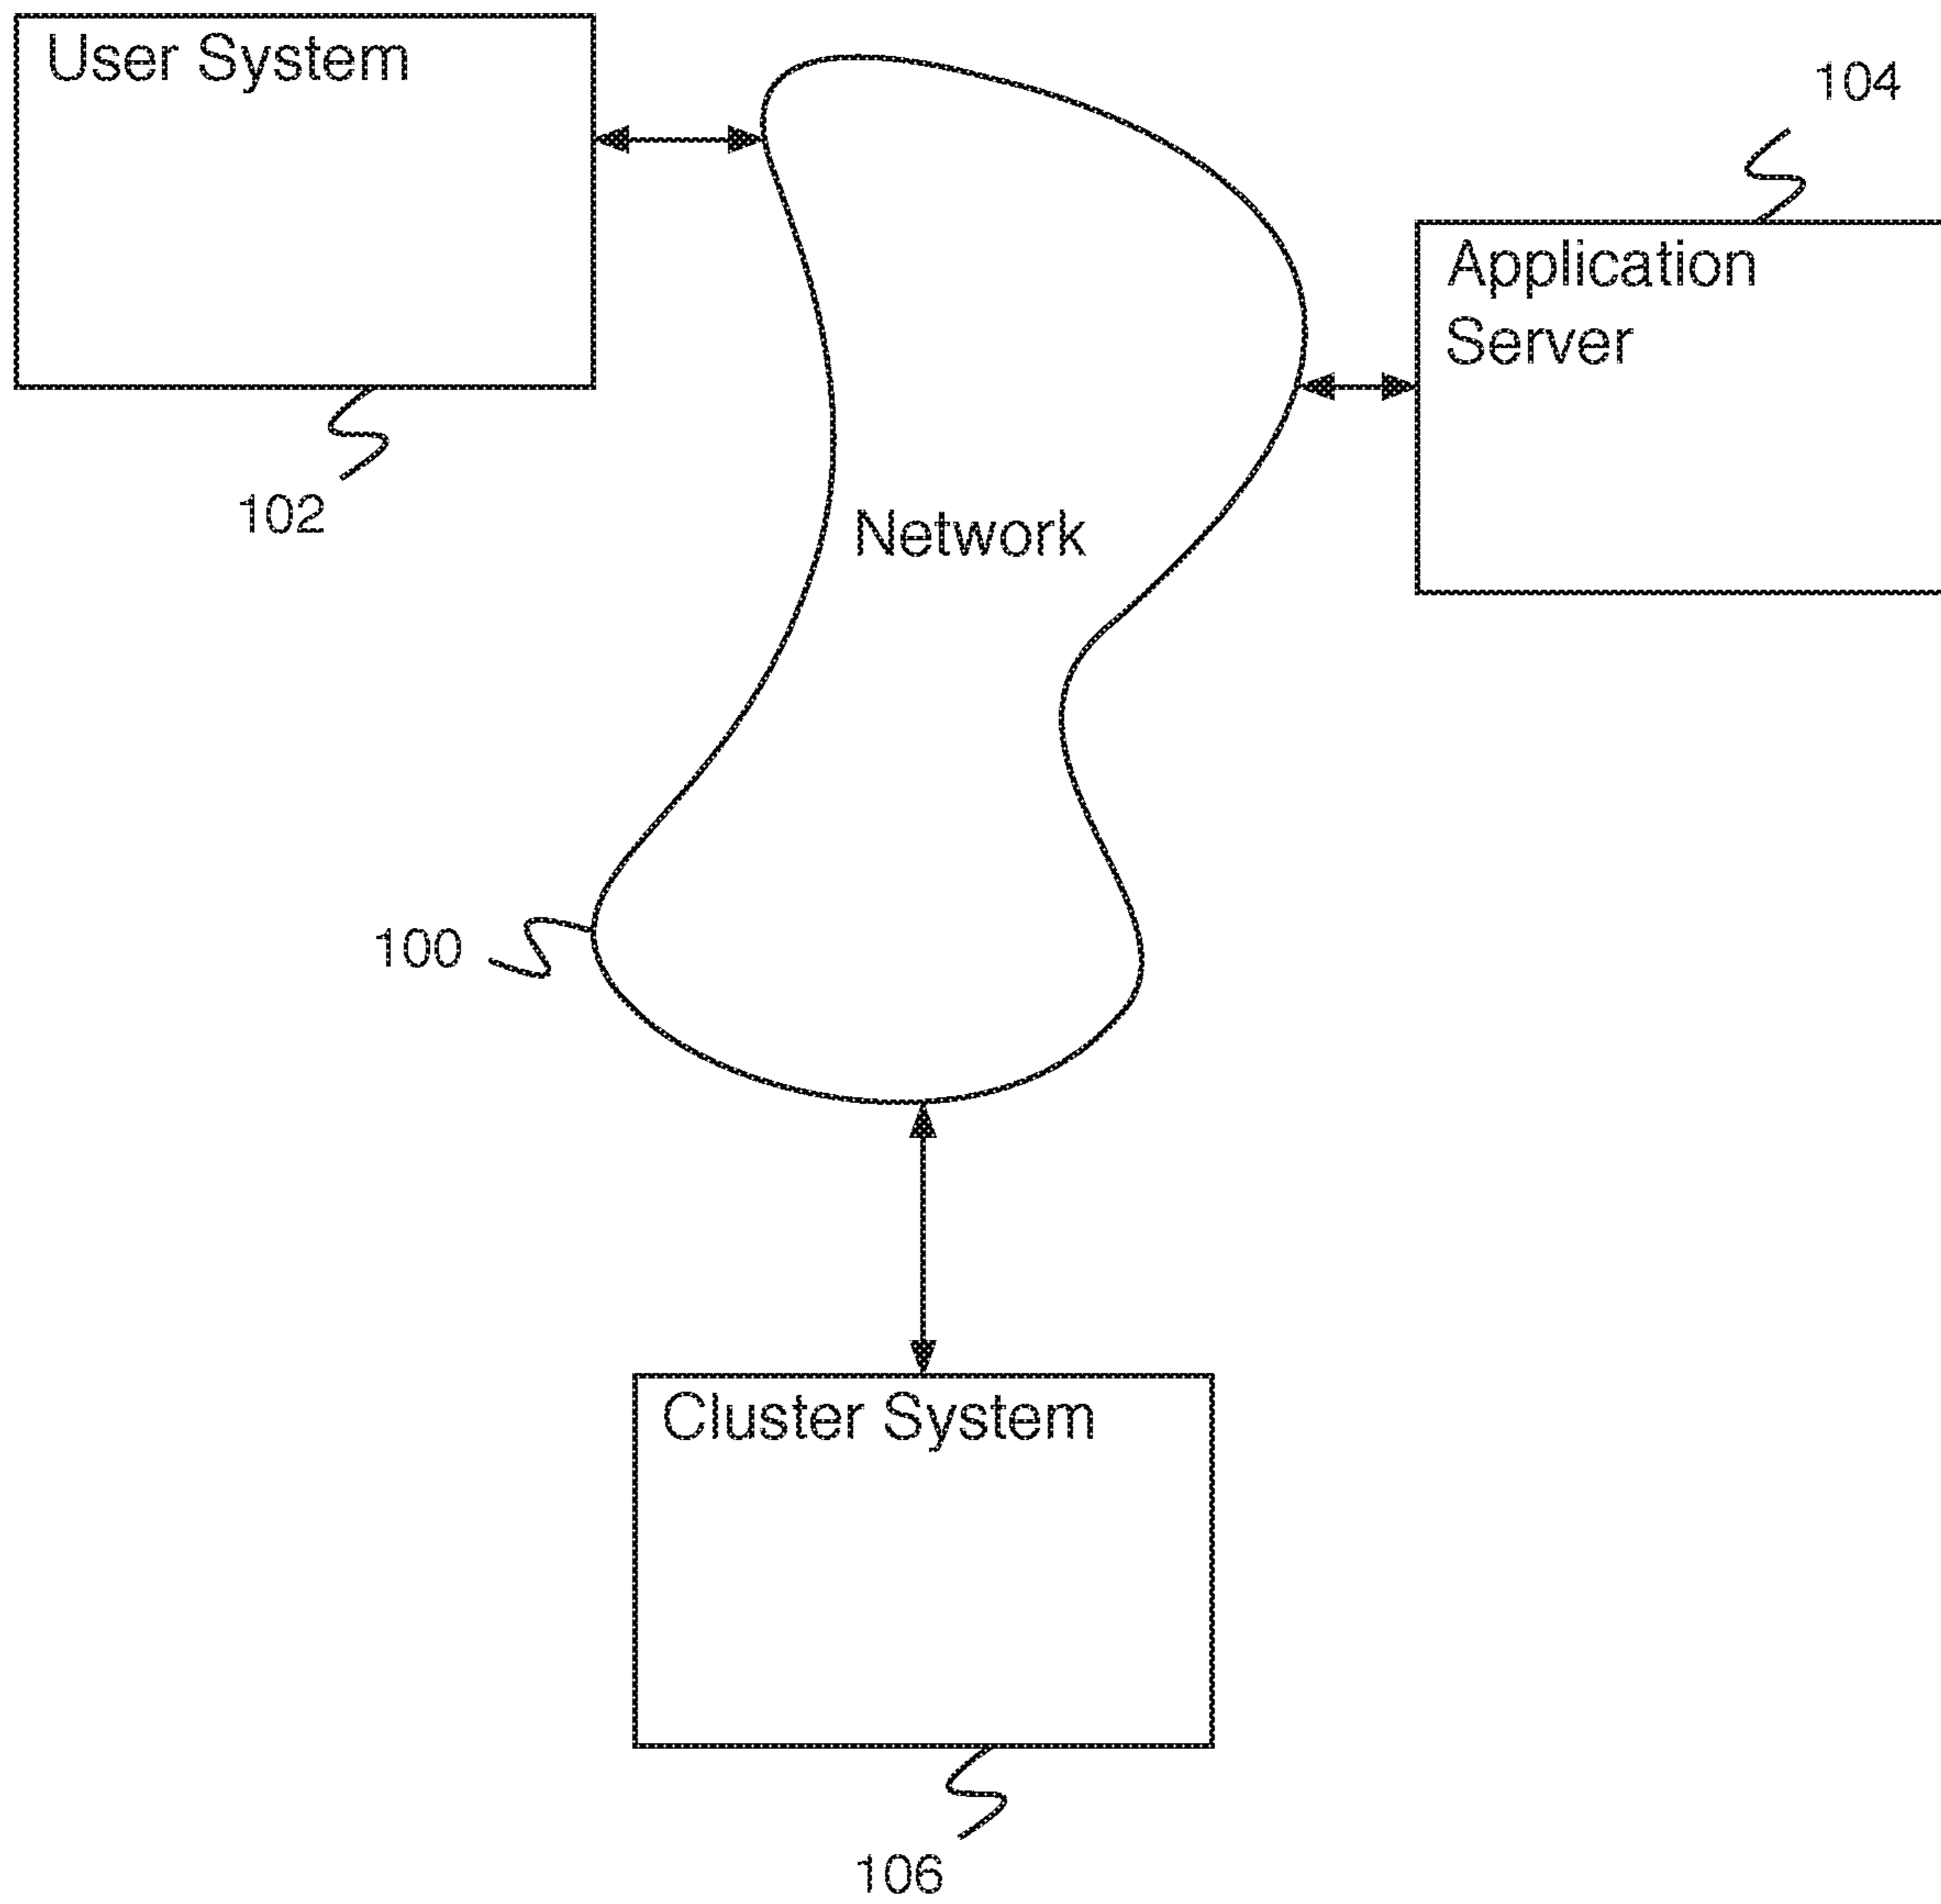 User System
104
Application
Server
102
Network
100
Cluster System
106